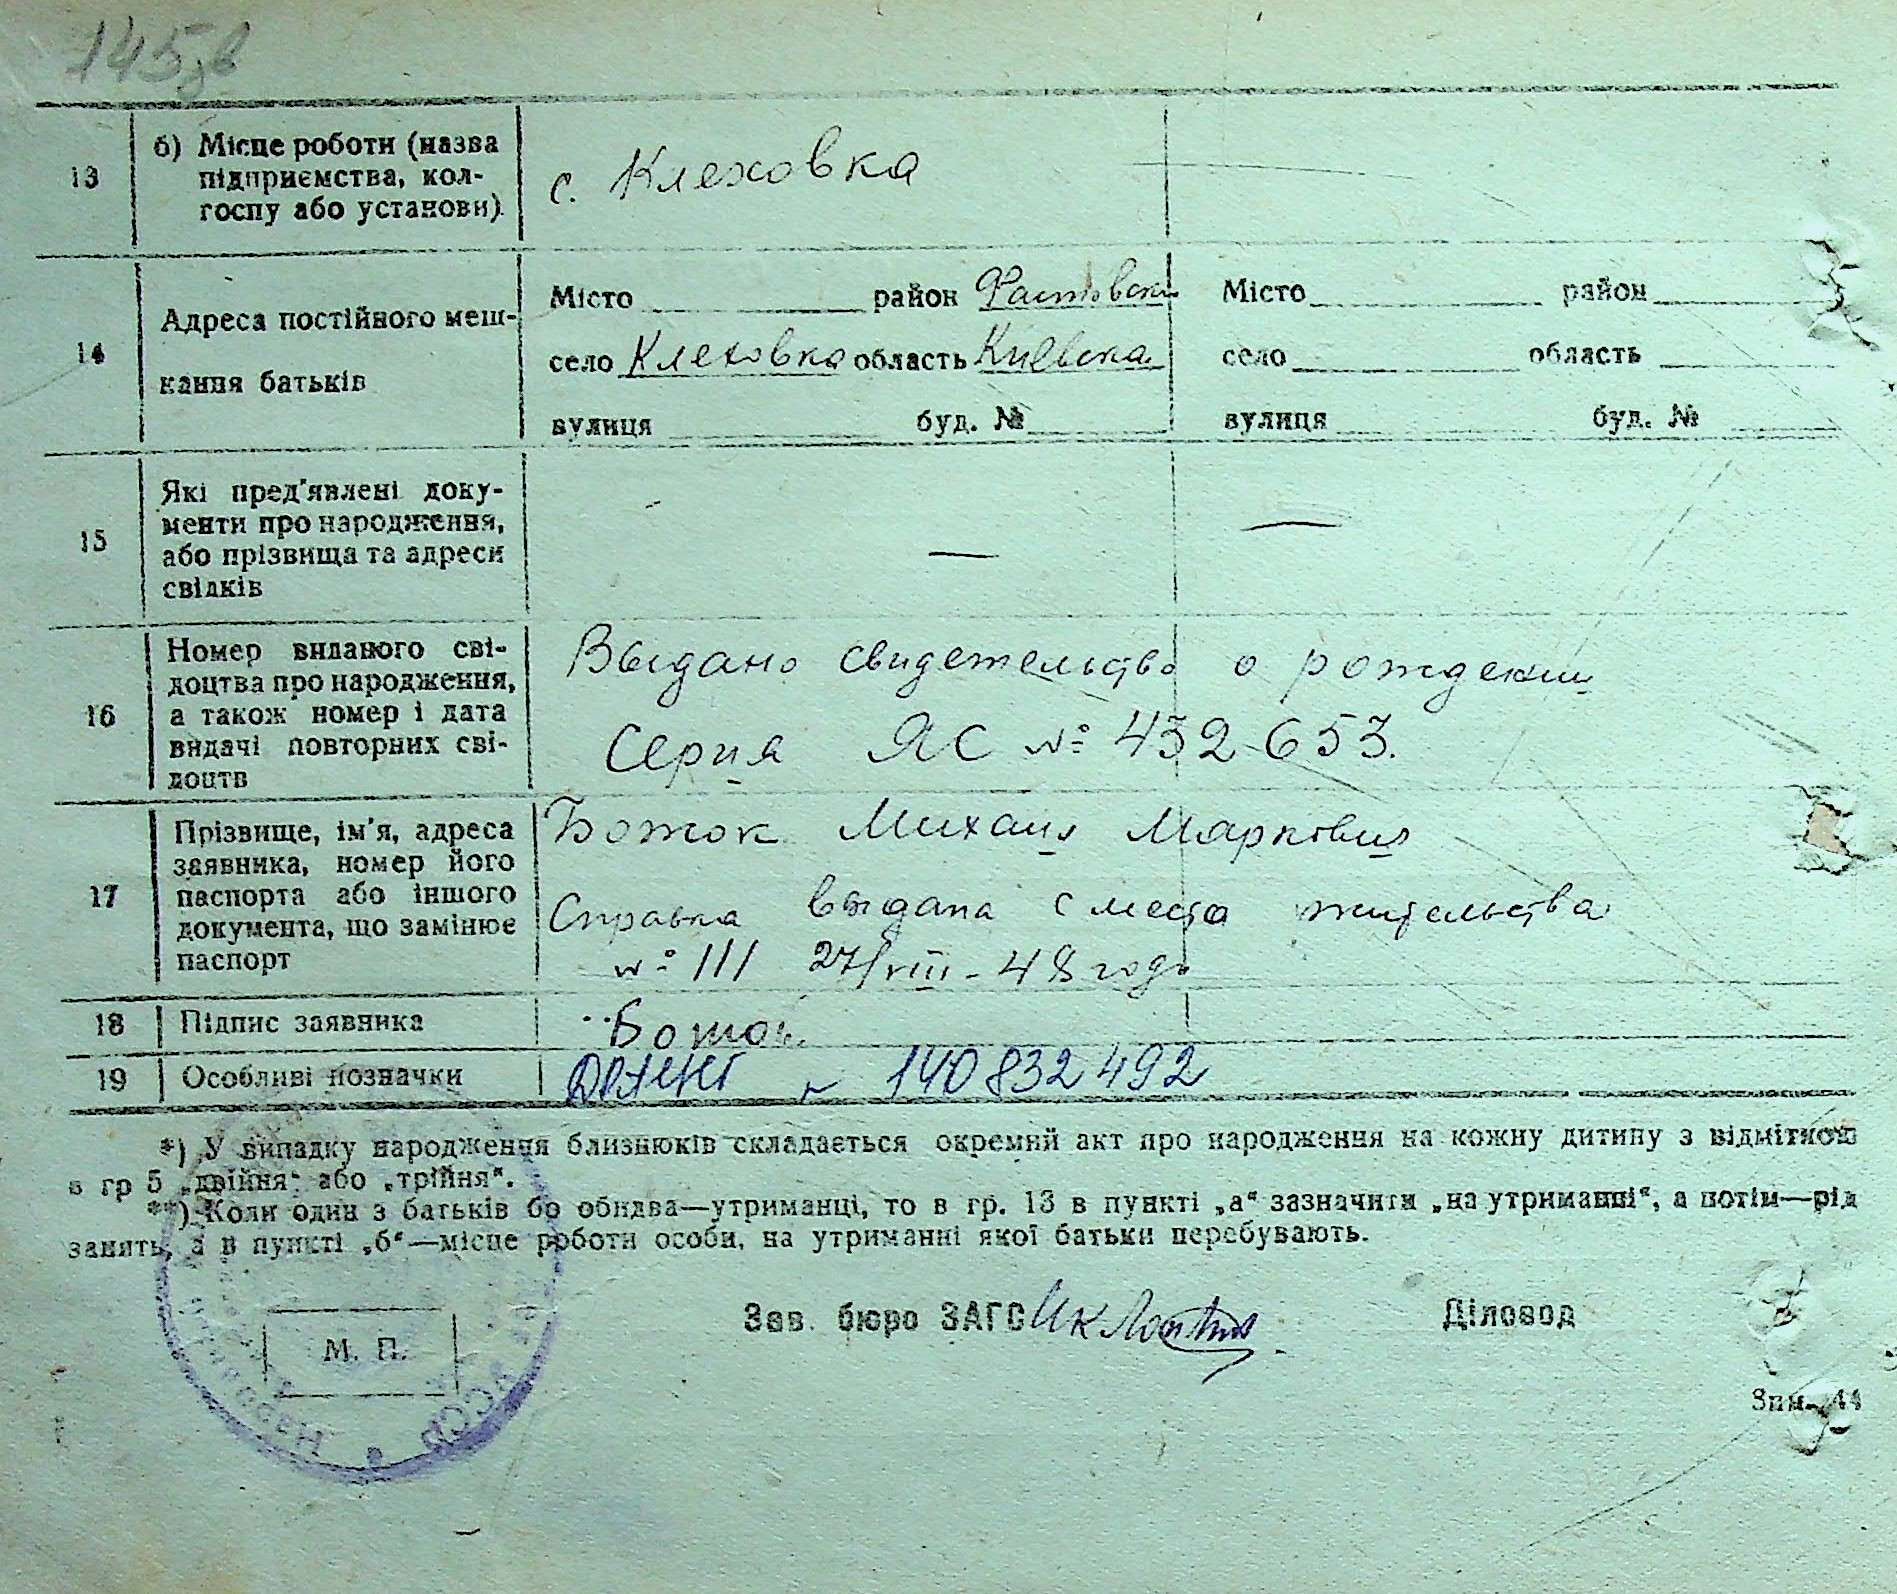 145
13
б) Місце роботи (назва
підприємства, кол-
госпу або установи)
с. Клеховка
14
Адреса постійного меш-
кання батьків
Місто район Фастовски
село Клеховка область Киевска
вулиця буд. №
Місто район
село область
вулиця буд. №
15
Які пред'явлені доку-
менти про народження,
або прізвища та адреси
свідків
—
—
16
Номер виданого сві-
доцтва про народження,
а також номер і дата
видачі повторних сві-
доцтв
Выдано свидетельство о рождении
Серия ЯС № 432653.
17
Прізвище, ім'я, адреса
заявника, номер його
паспорта або іншого
документа, що замінює
паспорт
Божок Михаил Маркович
Справка выдана с места жительства
№ 111 27/VIII-48 года
18
Підпис заявника
Божок
19
Особливі позначки
140832492
*) У випадку народження близнюків складається окремий акт про народження на кожну дитину з відміткою
в гр 5 „двійня“ або „трійня“.
**) Коли один з батьків бо обидва—утриманці, то в гр. 13 в пункті „а“ зазначити „на утриманні“, а потім—рід
занять, а в пункті „б“—місце роботи особи, на утриманні якої батьки перебувають.
М. П.
УССР
Зав. бюро ЗАГС
Діловод